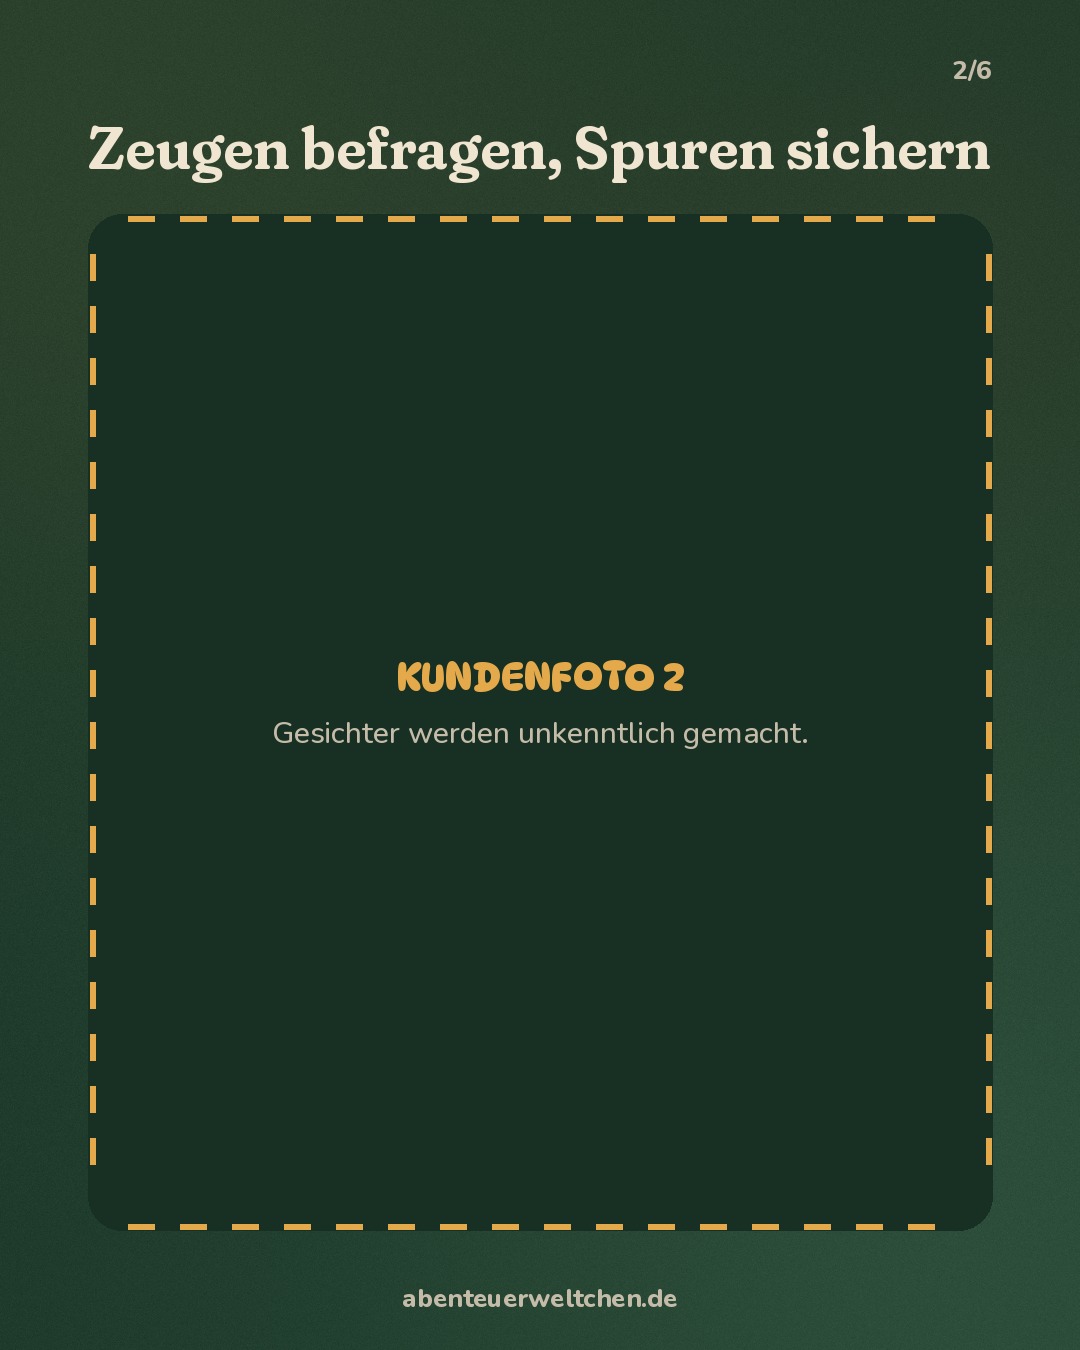 2/6
Zeugen befragen, Spuren sichern
KUNDENFOTO 2
Gesichter werden unkenntlich gemacht.
abenteuerweltchen.de